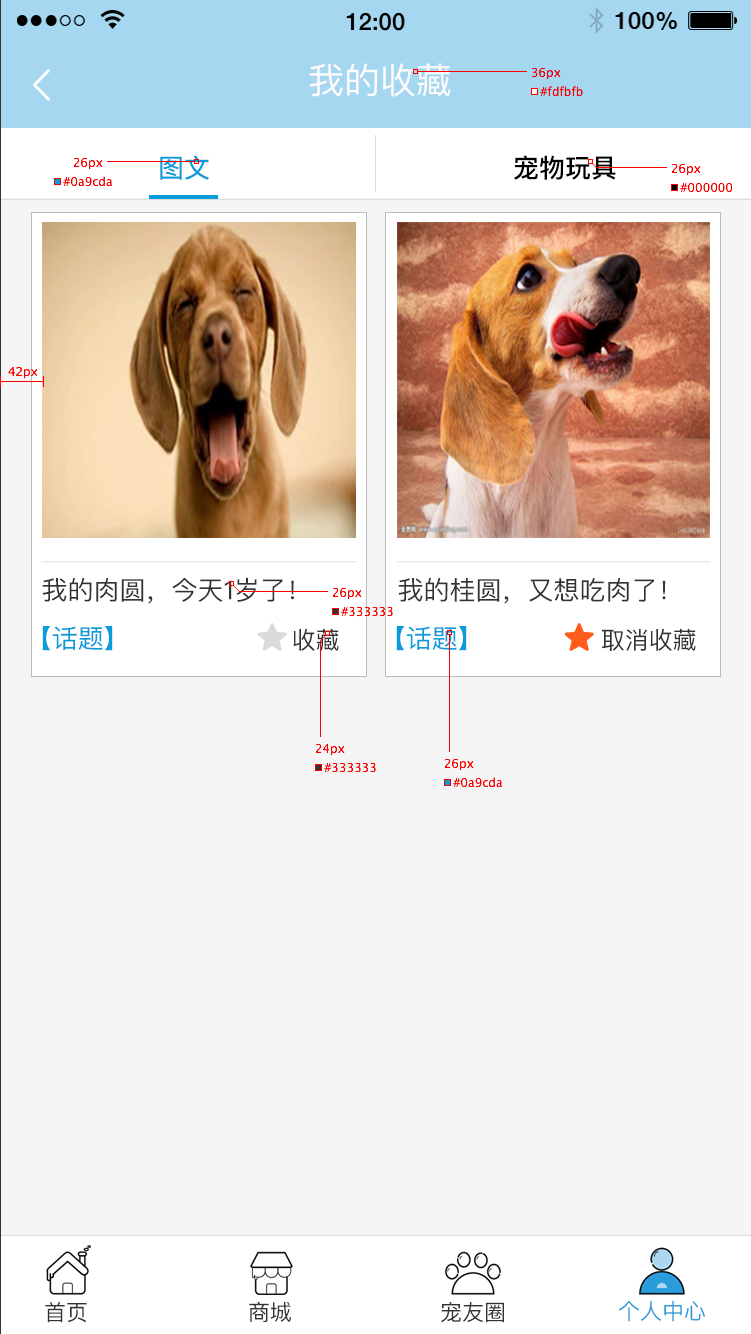 12:00
100%
我的收藏
36px
#fdfbfb
图文
26px
#0a9cda
宠物玩具
26px
#000000
42px
我的肉圆，今天1岁了！
26px
#333333
【话题】
收藏
我的桂圆，又想吃肉了！
【话题】
取消收藏
24px
#333333
26px
#0a9cda
首页
商城
宠友圈
个人中心